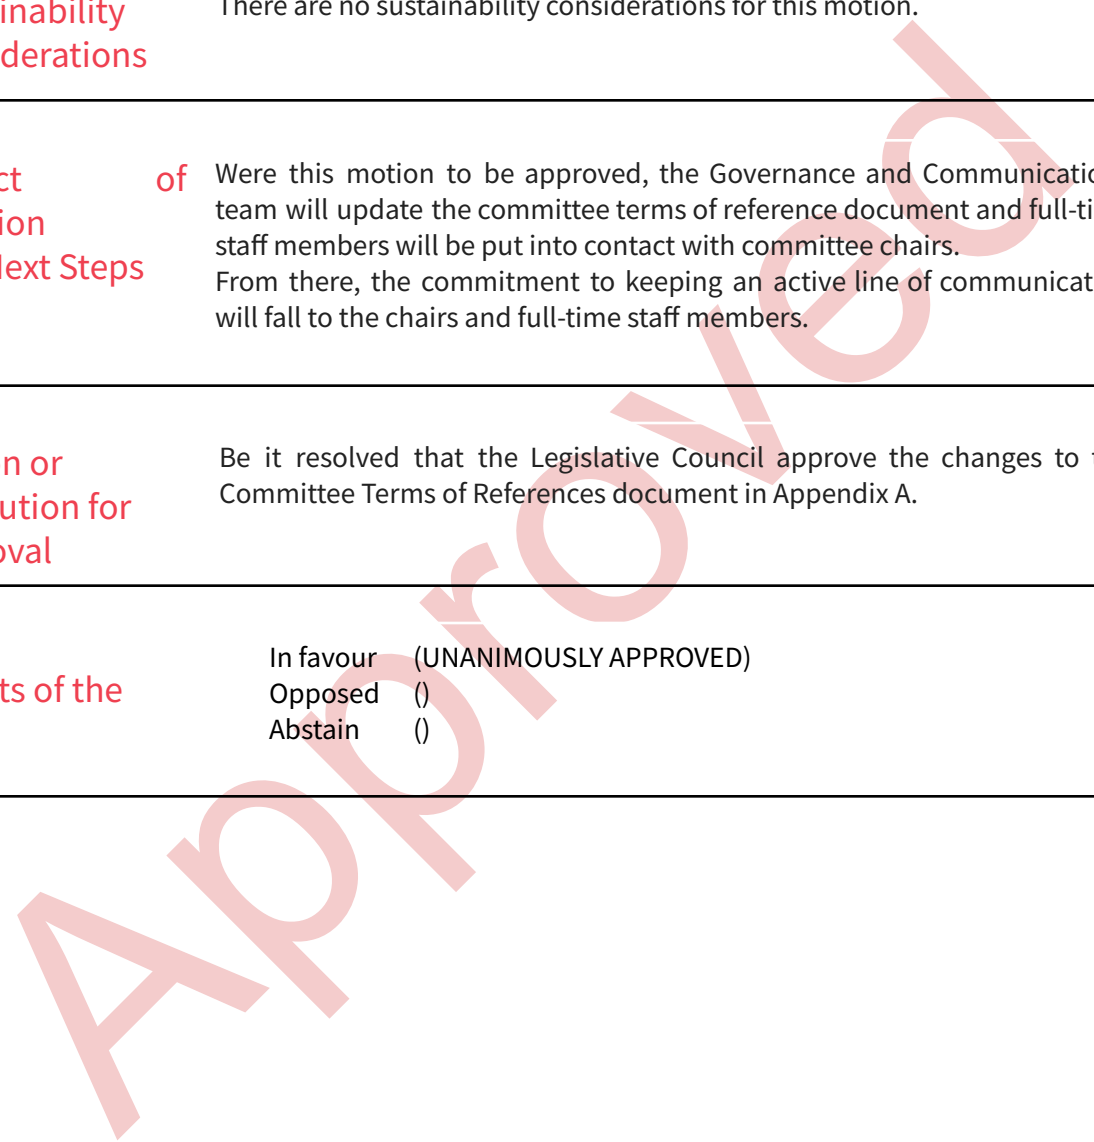 inability
derations
There are no sustainability considerations for this motion.
ct of
ion
Next Steps
Were this motion to be approved, the Governance and Communicatio
team will update the committee terms of reference document and full-ti
staff members will be put into contact with committee chairs.
From there, the commitment to keeping an active line of communicat
will fall to the chairs and full-time staff members.
n or
ution for
oval
Be it resolved that the Legislative Council approve the changes to t
Committee Terms of References document in Appendix A.
ts of the
In favour (UNANIMOUSLY APPROVED)
Opposed ()
Abstain ()
Approved